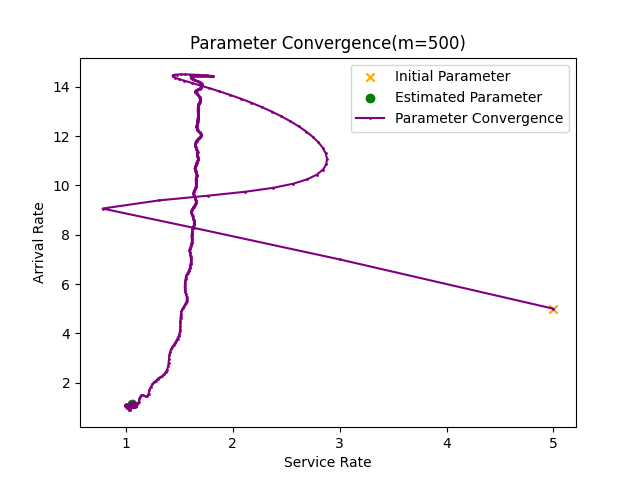 Parameter Convergence(m=500)
Initial Parameter
Estimated Parameter
Parameter Convergence
Arrival Rate
14
12
10
8
6
4
2
1
2
3
4
5
Service Rate